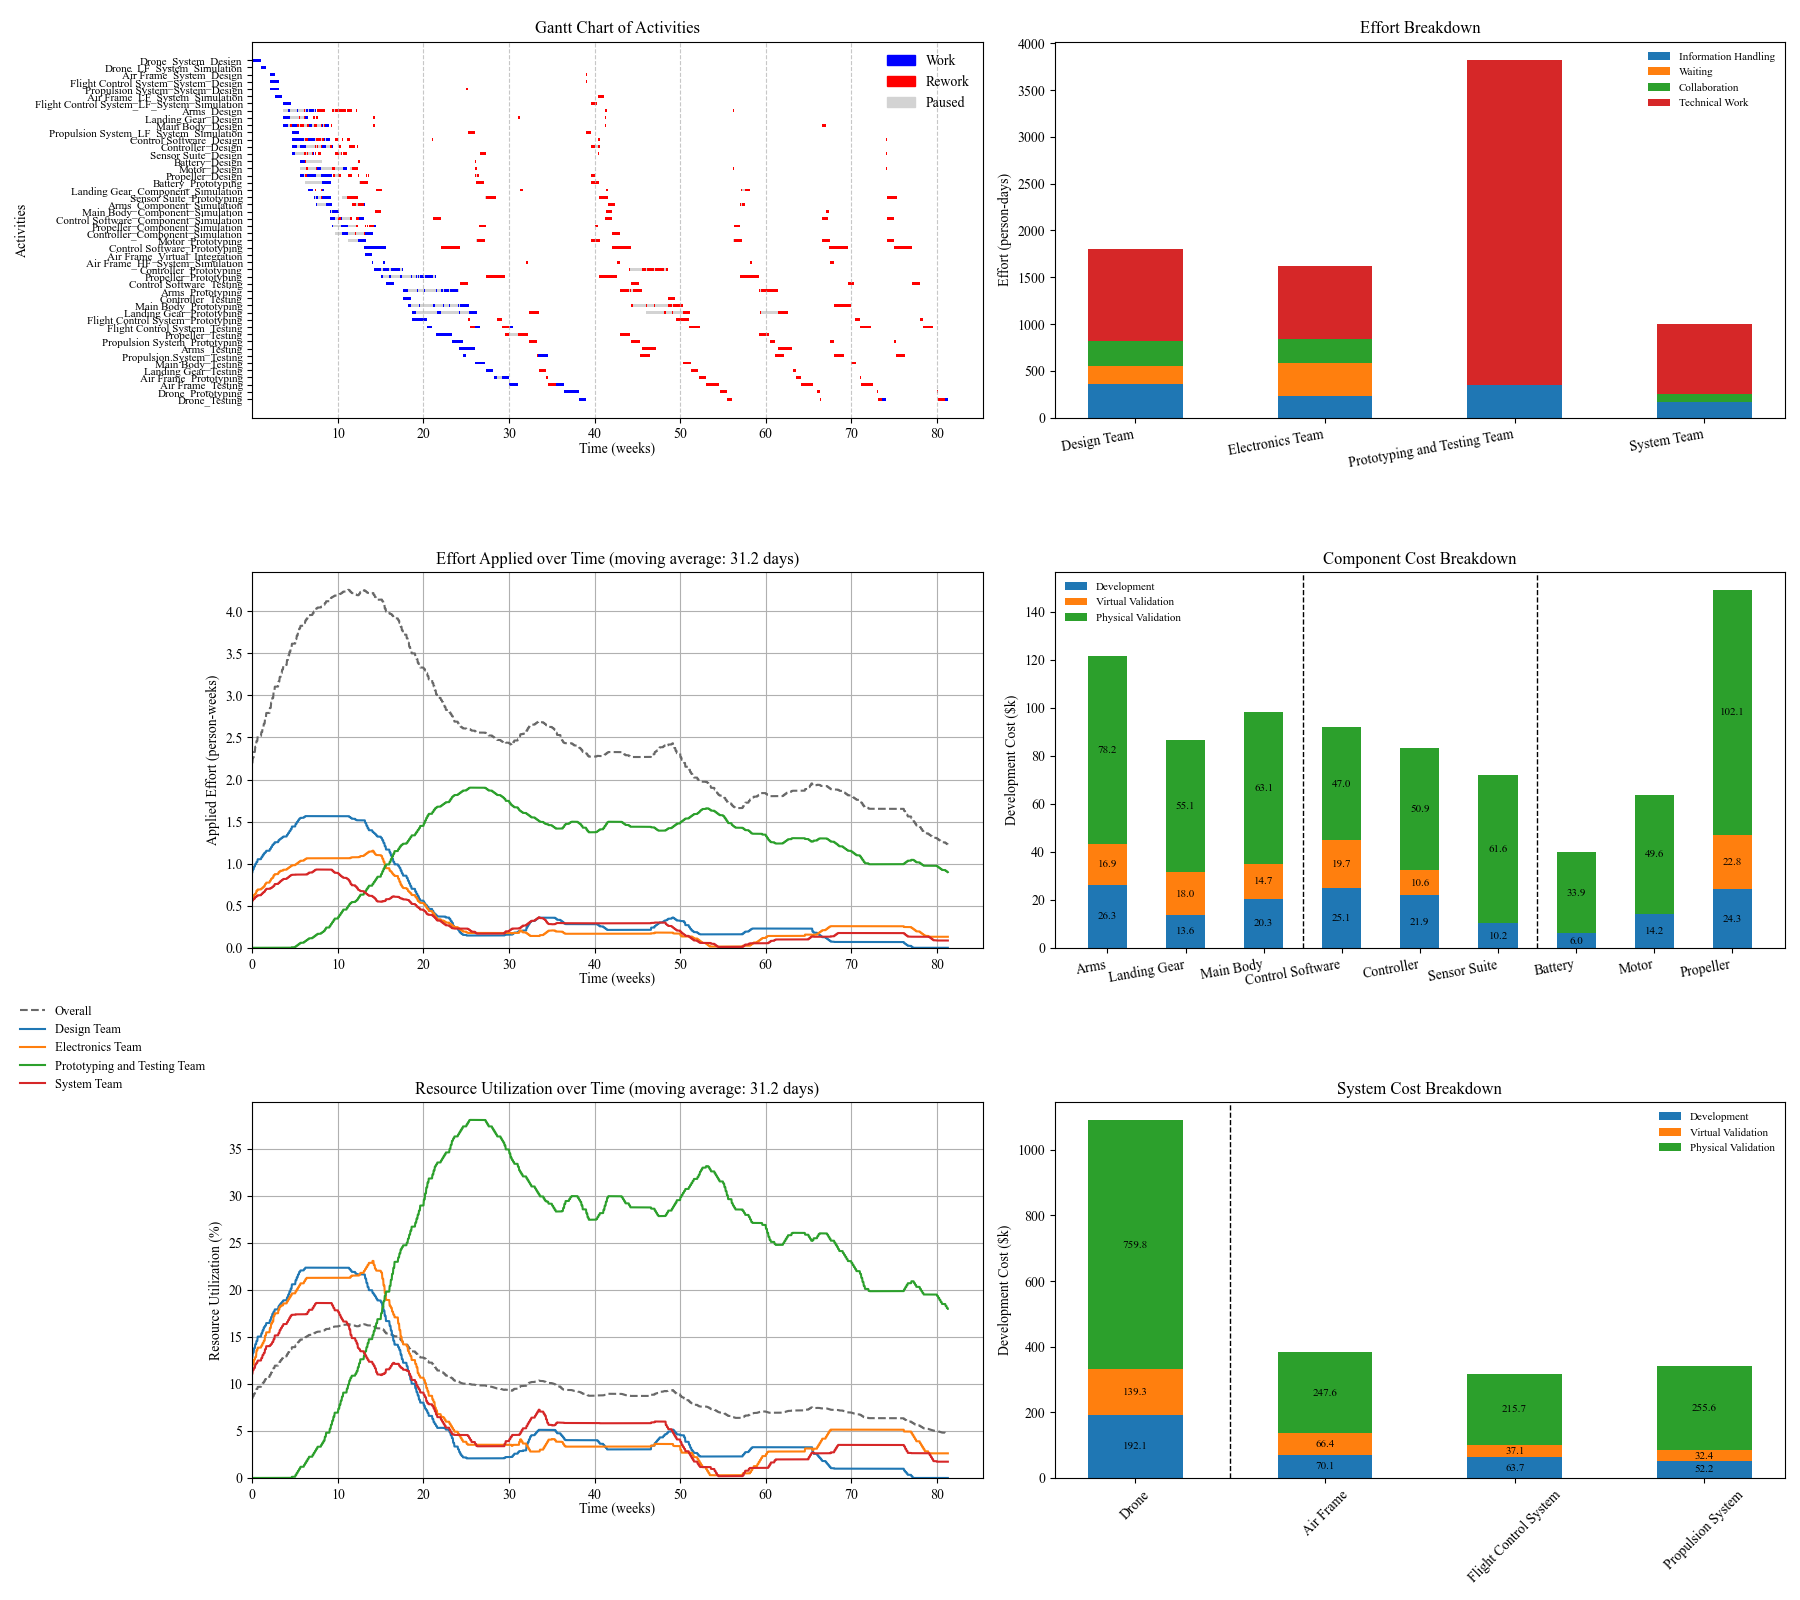 Gantt Chart of Activities
Activities
Drone_System_Design
Drone_LF_System_Simulation
Air Frame_System_Design
Flight Control System_System_Design
Propulsion System_System_Design
Air Frame_LF_System_Simulation
Flight Control System_LF_System_Simulation
Arms_Design
Landing Gear_Design
Main Body_Design
Propulsion System_LF_System_Simulation
Control Software_Design
Controller_Design
Sensor Suite_Design
Battery_Design
Motor_Design
Propeller_Design
Battery_Prototyping
Landing Gear_Component_Simulation
Sensor Suite_Prototyping
Arms_Component_Simulation
Main Body_Component_Simulation
Control Software_Component_Simulation
Propeller_Component_Simulation
Controller_Component_Simulation
Motor_Prototyping
Control Software_Prototyping
Air Frame_Virtual_Integration
Air Frame_HF_System_Simulation
Controller_Prototyping
Propeller_Prototyping
Control Software_Testing
Arms_Prototyping
Controller_Testing
Main Body_Prototyping
Landing Gear_Prototyping
Flight Control System_Prototyping
Flight Control System_Testing
Propeller_Testing
Propulsion System_Prototyping
Arms_Testing
Propulsion System_Testing
Main Body_Testing
Landing Gear_Testing
Air Frame_Prototyping
Air Frame_Testing
Drone_Prototyping
Drone_Testing
Work
Rework
Paused
10 20 30 40 50 60 70 80
Time (weeks)
Effort Breakdown
Effort (person-days)
4000
3500
3000
2500
2000
1500
1000
500
0
Information Handling
Waiting
Collaboration
Technical Work
Design Team
Electronics Team
Prototyping and Testing Team
System Team
Effort Applied over Time (moving average: 31.2 days)
Applied Effort (person-weeks)
4.0
3.5
3.0
2.5
2.0
1.5
1.0
0.5
0.0
0 10 20 30 40 50 60 70 80
Time (weeks)
Component Cost Breakdown
Development Cost ($k)
140
120
100
80
60
40
20
0
Development
Virtual Validation
Physical Validation
78.2
16.9
26.3
55.1
18.0
13.6
63.1
14.7
20.3
47.0
19.7
25.1
50.9
10.6
21.9
61.6
10.2
33.9
6.0
49.6
14.2
102.1
22.8
24.3
Arms
Landing Gear
Main Body
Control Software
Controller
Sensor Suite
Battery
Motor
Propeller
Overall
Design Team
Electronics Team
Prototyping and Testing Team
System Team
Resource Utilization over Time (moving average: 31.2 days)
Resource Utilization (%)
35
30
25
20
15
10
5
0
0 10 20 30 40 50 60 70 80
Time (weeks)
System Cost Breakdown
Development Cost ($k)
1000
800
600
400
200
0
Development
Virtual Validation
Physical Validation
759.8
139.3
192.1
247.6
66.4
70.1
215.7
37.1
63.7
255.6
32.4
52.2
Drone
Air Frame
Flight Control System
Propulsion System